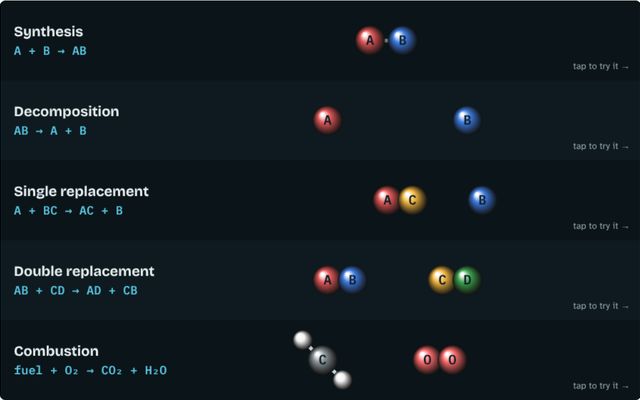 Synthesis
A + B → AB
A B
tap to try it →
Decomposition
AB → A + B
A B
tap to try it →
Single replacement
A + BC → AC + B
A C B
tap to try it →
Double replacement
AB + CD → AD + CB
A B C D
tap to try it →
Combustion
fuel + O₂ → CO₂ + H₂O
C O O
tap to try it →